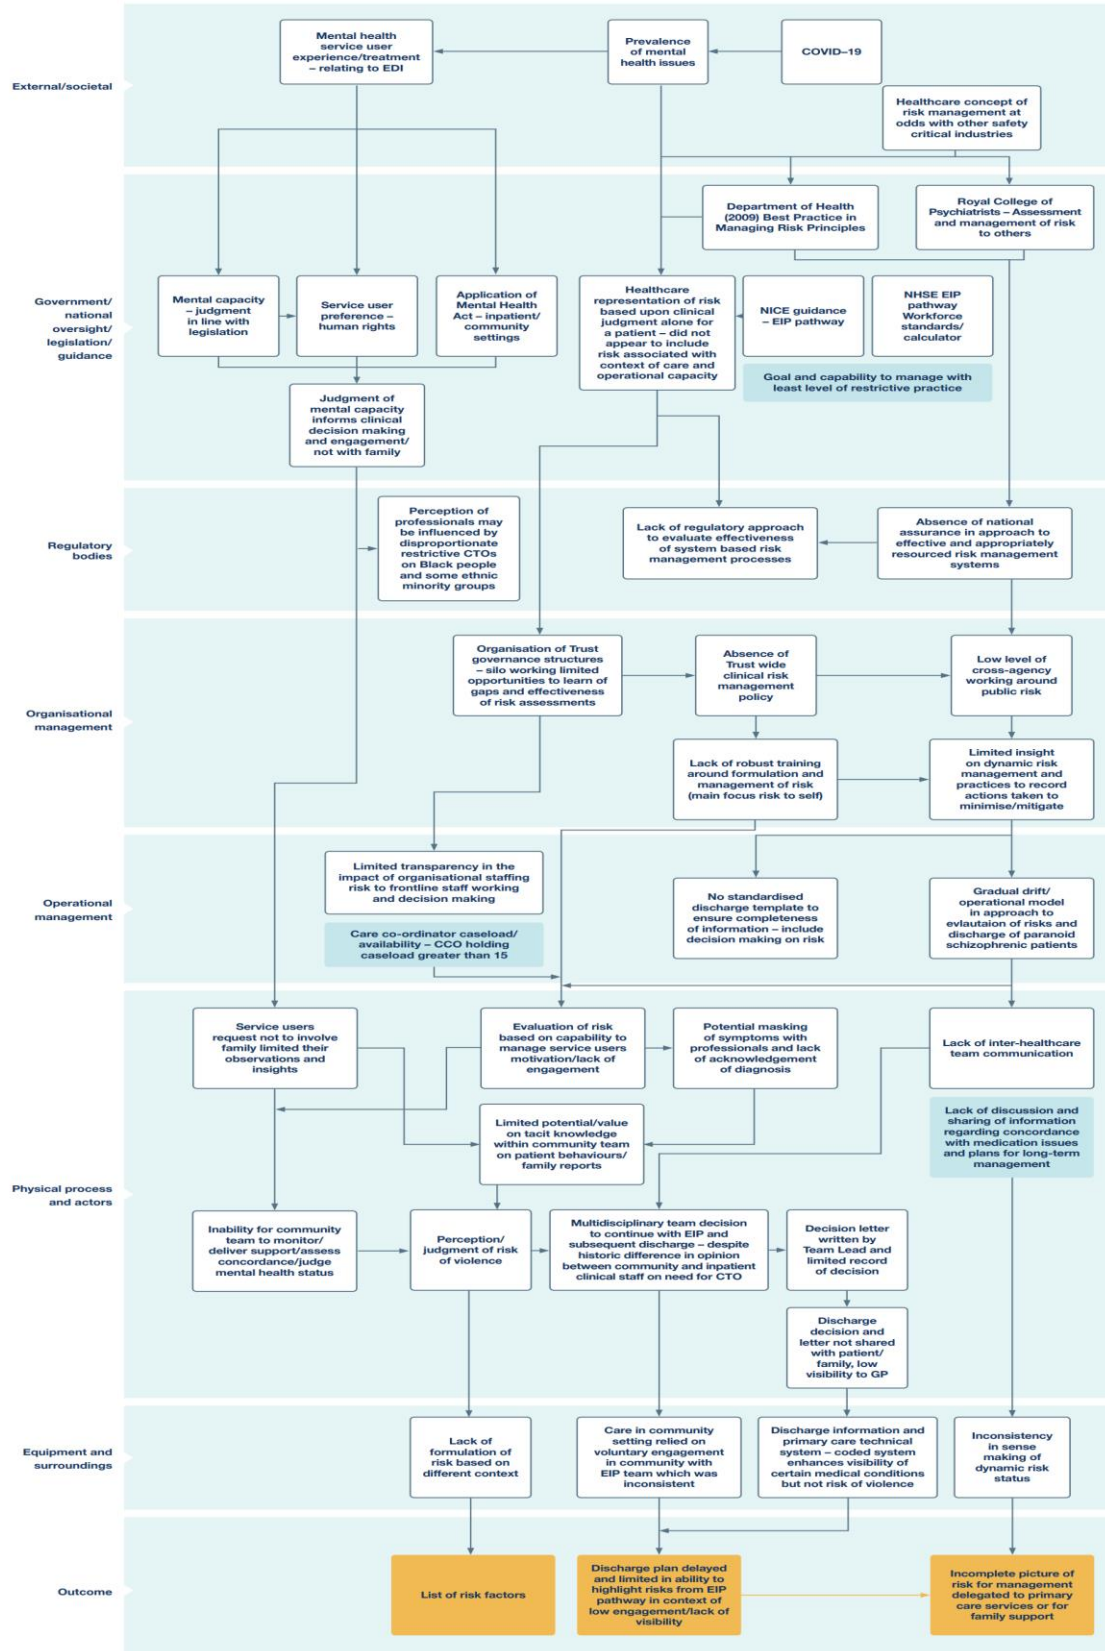 External/societal
Mental health
service user
experience/treatment
– relating to EDI
Prevalence
of mental
health issues
COVID–19
Healthcare concept of
risk management at
odds with other safety
critical industries
Government/
national
oversight/
legislation/
guidance
Department of Health
(2009) Best Practice in
Managing Risk Principles
Royal College of
Psychiatrists – Assessment
and management of risk
to others
Mental capacity
– judgment
in line with
legislation
Service user
preference –
human rights
Application of
Mental Health
Act – inpatient/
community
settings
Healthcare
representation of risk
based upon clinical
judgment alone for
a patient – did not
appear to include
risk associated with
context of care and
operational capacity
NICE guidance
– EIP pathway
NHSE EIP
pathway
Workforce
standards/
calculator
Goal and capability to manage with
least level of restrictive practice
Judgment of
mental capacity
informs clinical
decision making
and engagement/
not with family
Regulatory
bodies
Perception of
professionals may
be influenced by
disproportionate
restrictive CTOs
on Black people
and some ethnic
minority groups
Lack of regulatory approach
to evaluate effectiveness
of system based risk
management processes
Absence of national
assurance in approach to
effective and appropriately
resourced risk management
systems
Organisational
management
Organisation of Trust
governance structures
– silo working limited
opportunities to learn of
gaps and effectiveness
of risk assessments
Absence of
Trust wide
clinical risk
management
policy
Low level of
cross-agency
working around
public risk
Lack of robust training
around formulation and
management of risk
(main focus risk to self)
Limited insight
on dynamic risk
management and
practices to record
actions taken to
minimise/mitigate
Operational
management
Limited transparency in the
impact of organisational staffing
risk to frontline staff working
and decision making
Care co-ordinator caseload/
availability – CCO holding
caseload greater than 15
No standardised
discharge template to
ensure completeness
of information – include
decision making on risk
Gradual drift/
operational model
in approach to
evlautaion of risks and
discharge of paranoid
schizophrenic patients
Physical process
and actors
Service users
request not to involve
family limited their
observations and
insights
Evaluation of risk
based on capability to
manage service users
motivation/lack of
engagement
Potential masking
of symptoms with
professionals and lack
of acknowledgement
of diagnosis
Lack of inter-healthcare
team communication
Limited potential/value
on tacit knowledge
within community team
on patient behaviours/
family reports
Lack of discussion and
sharing of information
regarding concordance
with medication issues
and plans for long-term
management
Inability for community
team to monitor/
deliver support/assess
concordance/judge
mental health status
Perception/
judgment of risk
of violence
Multidisciplinary team decision
to continue with EIP and
subsequent discharge – despite
historic difference in opinion
between community and inpatient
clinical staff on need for CTO
Decision letter
written by
Team Lead and
limited record
of decision
Discharge
decision and
letter not shared
with patient/
family, low
visibility to GP
Equipment and
surroundings
Lack of
formulation of
risk based on
different context
Care in community
setting relied on
voluntary engagement
in community with
EIP team which was
inconsistent
Discharge information and
primary care technical
system – coded system
enhances visibility of
certain medical conditions
but not risk of violence
Inconsistency
in sense
making of
dynamic risk
status
Outcome
List of risk factors
Discharge plan delayed
and limited in ability to
highlight risks from EIP
pathway in context of
low engagement/lack of
visibility
Incomplete picture of
risk for management
delegated to primary
care services or for
family support